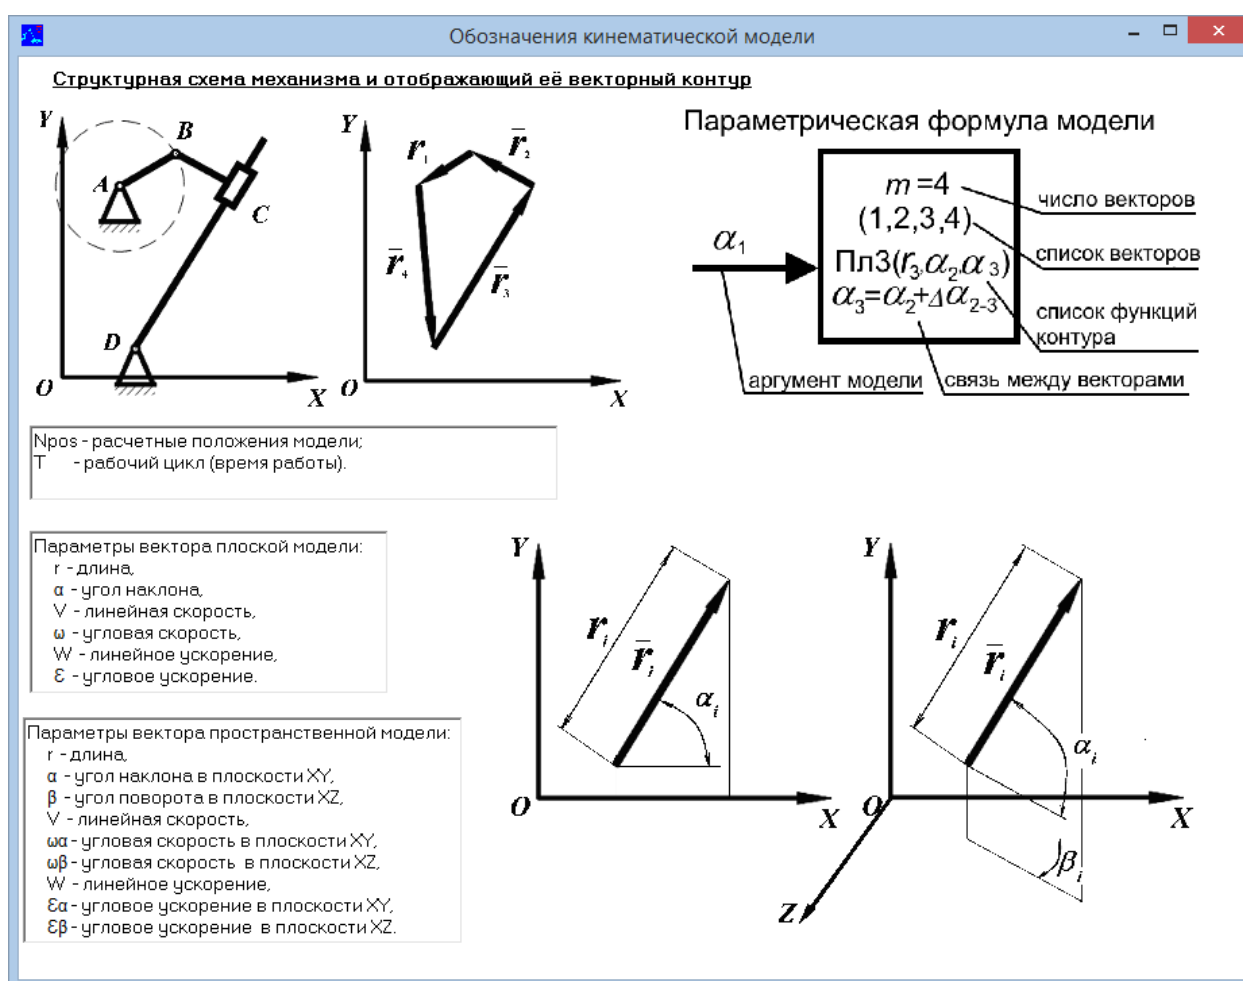 Обозначения кинематической модели
Структурная схема механизма и отображающий её векторный контур
Y
B
A
C
D
O
X
Y
r₁
r̄₂
r̄₄
r̄₃
O
X
Параметрическая формула модели
m=4
(1,2,3,4)
Пл3(r₃,α₂,α₃)
α₃=α₂+Δα₂₋₃
α₁
число векторов
список векторов
список функций
контура
аргумент модели
связь между векторами
Npos - расчетные положения модели;
T - рабочий цикл (время работы).
Параметры вектора плоской модели:
r - длина,
α - угол наклона,
V - линейная скорость,
ω - угловая скорость,
W - линейное ускорение,
Ɛ - угловое ускорение.
Параметры вектора пространственной модели:
r - длина,
α - угол наклона в плоскости XY,
β - угол поворота в плоскости XZ,
V - линейная скорость,
ωα - угловая скорость в плоскости XY,
ωβ - угловая скорость в плоскости XZ,
W - линейное ускорение,
Ɛα - угловое ускорение в плоскости XY,
Ɛβ - угловое ускорение в плоскости XZ.
Y
rᵢ
r̄ᵢ
αᵢ
O
X
Y
rᵢ
r̄ᵢ
αᵢ
O
X
βᵢ
Z